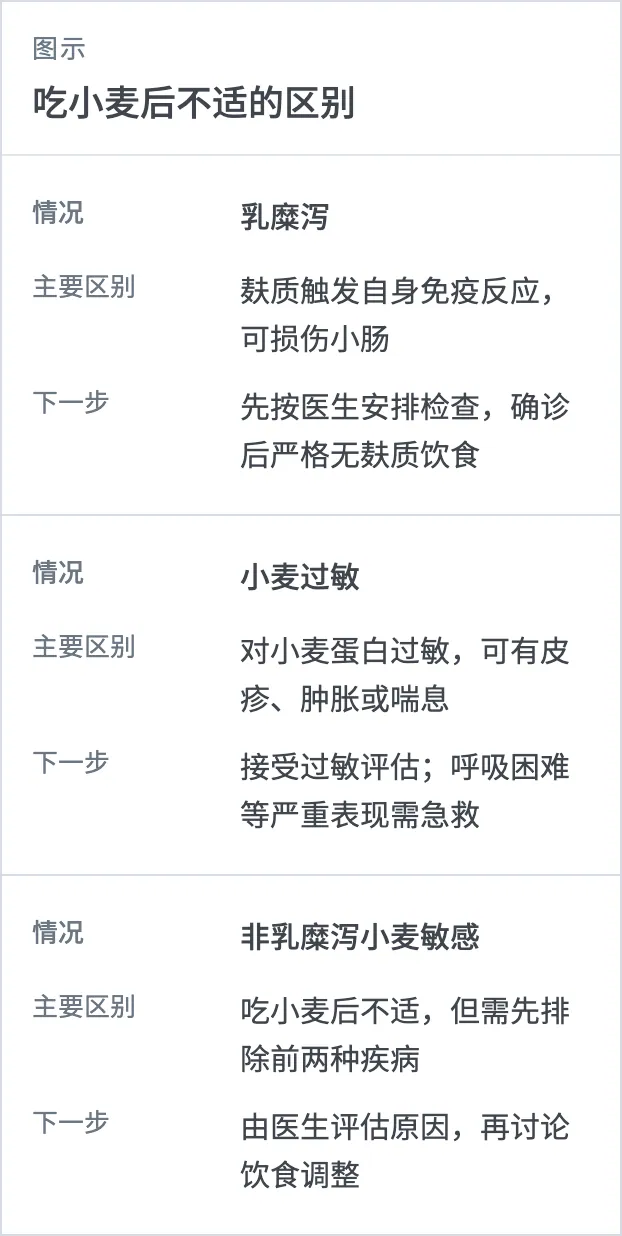 图示
吃小麦后不适的区别
情况
乳糜泻
主要区别
麸质触发自身免疫反应，
可损伤小肠
下一步
先按医生安排检查，确诊
后严格无麸质饮食
情况
小麦过敏
主要区别
对小麦蛋白过敏，可有皮
疹、肿胀或喘息
下一步
接受过敏评估；呼吸困难
等严重表现需急救
情况
非乳糜泻小麦敏感
主要区别
吃小麦后不适，但需先排
除前两种疾病
下一步
由医生评估原因，再讨论
饮食调整